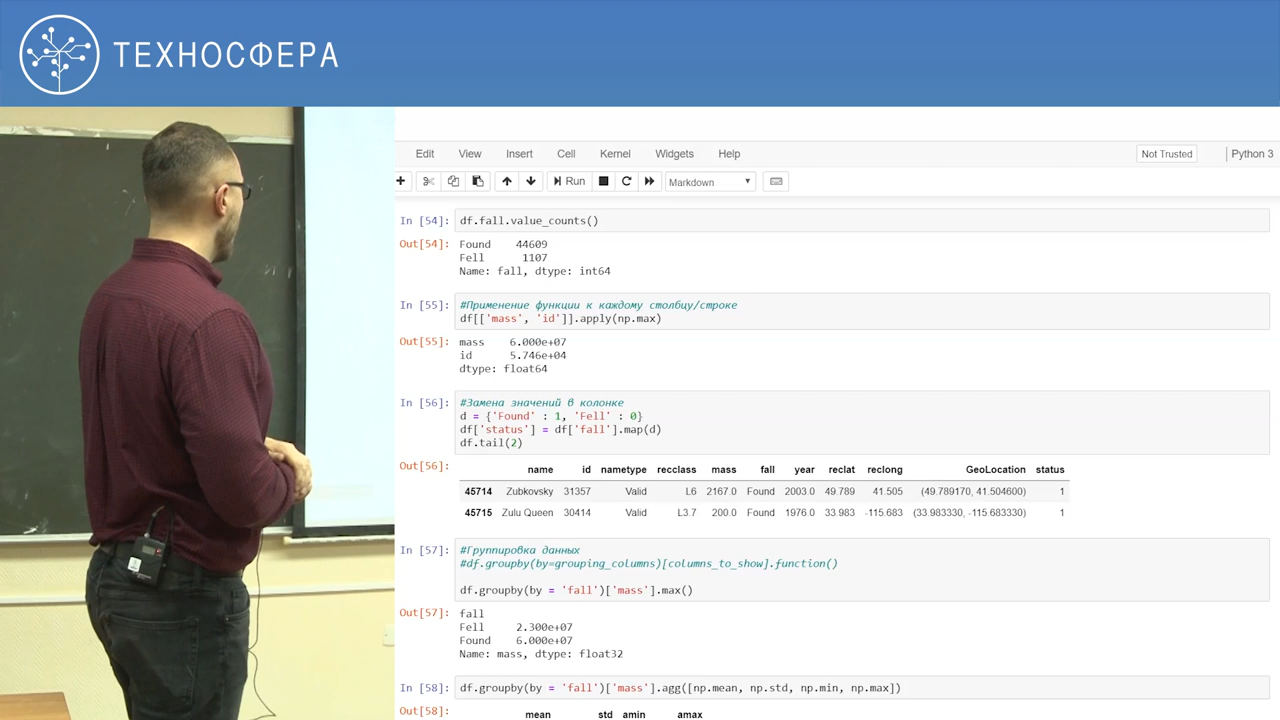 ТЕХНОСФЕРА
Edit View Insert Cell Kernel Widgets Help
Not Trusted
Python 3
Run
Markdown
In [54]: df.fall.value_counts()
Out[54]: Found 44609
Fell 1107
Name: fall, dtype: int64
In [55]: #Применение функции к каждому столбцу/строке
df[['mass', 'id']].apply(np.max)
Out[55]: mass 6.000e+07
id 5.746e+04
dtype: float64
In [56]: #Замена значений в колонке
d = {'Found' : 1, 'Fell' : 0}
df['status'] = df['fall'].map(d)
df.tail(2)
Out[56]:
name id nametype recclass mass fall year reclat reclong GeoLocation status
45714 Zubkovsky 31357 Valid L6 2167.0 Found 2003.0 49.789 41.505 (49.789170, 41.504600) 1
45715 Zulu Queen 30414 Valid L3.7 200.0 Found 1976.0 33.983 -115.683 (33.983330, -115.683330) 1
In [57]: #Группировка данных
#df.groupby(by=grouping_columns)[columns_to_show].function()
df.groupby(by = 'fall')['mass'].max()
Out[57]: fall
Fell 2.300e+07
Found 6.000e+07
Name: mass, dtype: float32
In [58]: df.groupby(by = 'fall')['mass'].agg([np.mean, np.std, np.min, np.max])
Out[58]:
mean std amin amax